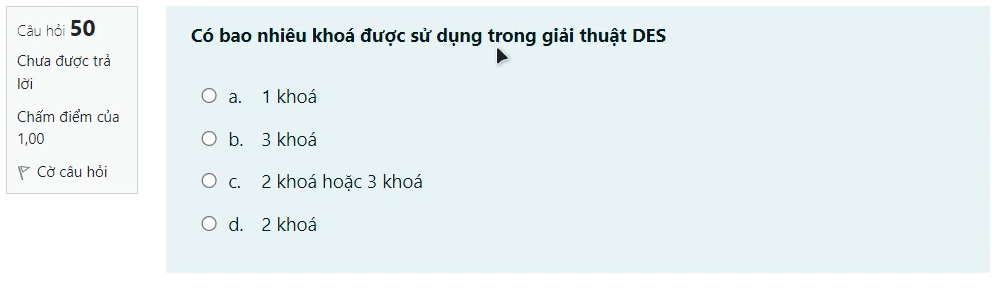 Câu hỏi 50
Chưa được trả
lời
Chấm điểm của
1,00
Cờ câu hỏi
Có bao nhiêu khoá được sử dụng trong giải thuật DES
a. 1 khoá
b. 3 khoá
c. 2 khoá hoặc 3 khoá
d. 2 khoá